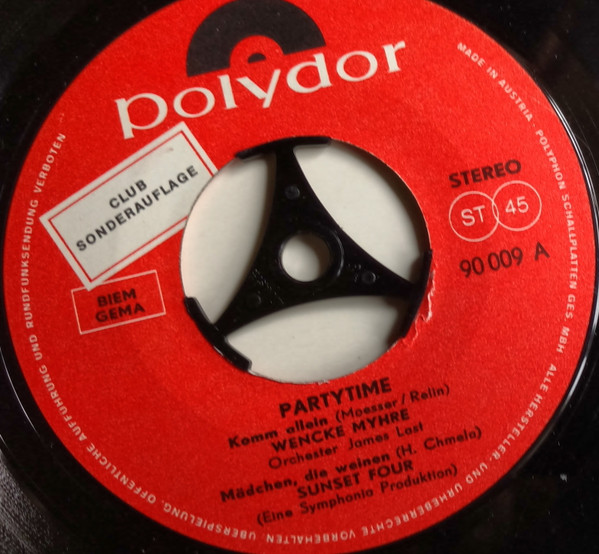 polydor
CLUB
SONDERAUFLAGE
BIEM
GEMA
STEREO
ST 45
90 009 A
PARTYTIME
Komm allein (Moesser/Relin)
WENCKE MYHRE
Orchester James Last
Mädchen, die weinen (H. Chmela)
SUNSET FOUR
(Eine Symphonia Produktion)
MADE IN AUSTRIA · POLYPHON SCHALLPLATTEN GES. MBH · ALLE HERSTELLER- UND URHEBERRECHTE VORBEHALTEN · ÜBERSPIELUNG, ÖFFENTLICHE AUFFÜHRUNG UND RUNDFUNKSENDUNG VERBOTEN